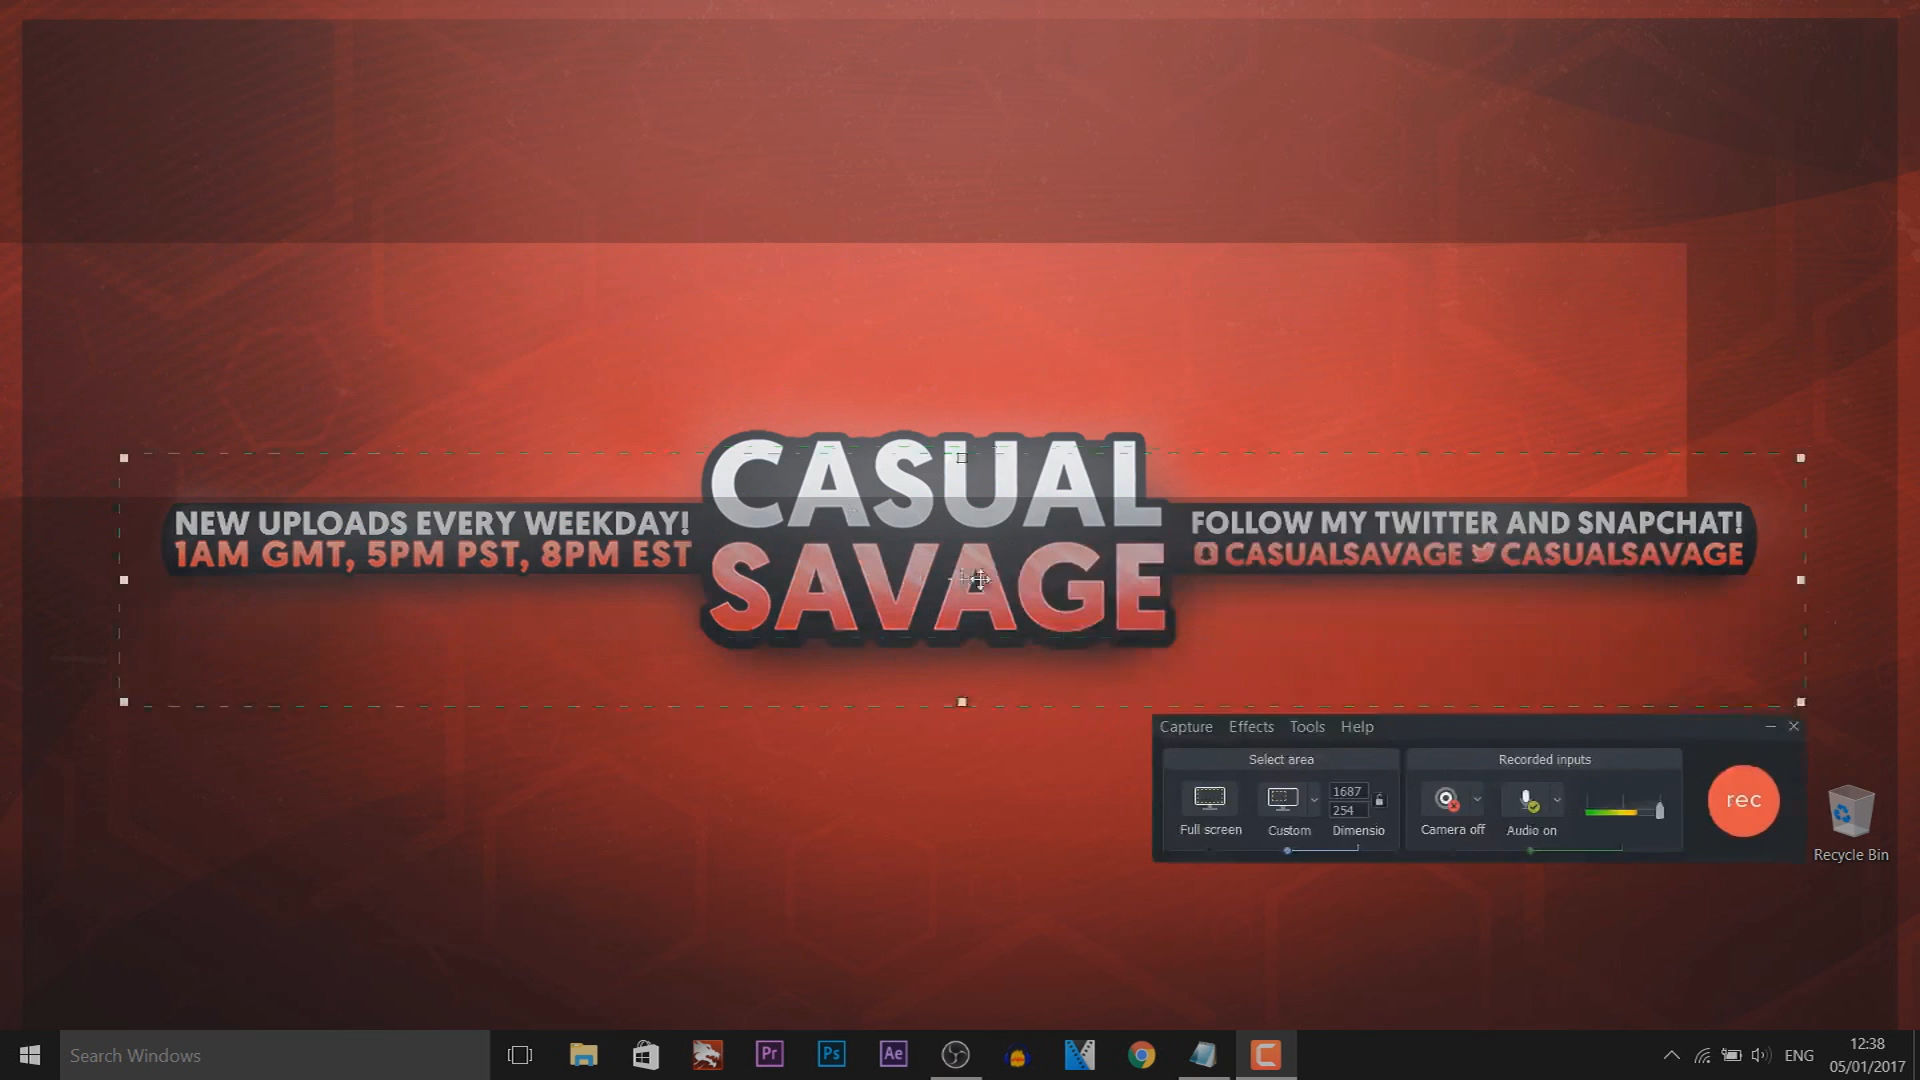 CASUAL
SAVAGE
NEW UPLOADS EVERY WEEKDAY!
1AM GMT, 5PM PST, 8PM EST
FOLLOW MY TWITTER AND SNAPCHAT!
CASUALSAVAGE CASUALSAVAGE
Capture Effects Tools Help
Select area
Recorded inputs
1687
254
Full screen
Custom
Dimensio
Camera off
Audio on
rec
Recycle Bin
Search Windows
Pr
Ps
Ae
ENG
12:38
05/01/2017